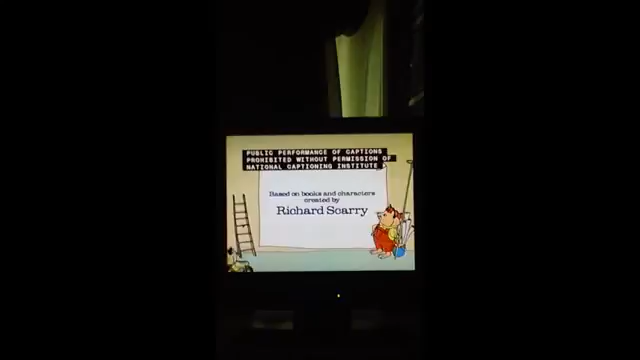 PUBLIC PERFORMANCE OF CAPTIONS
PROHIBITED WITHOUT PERMISSION OF
NATIONAL CAPTIONING INSTITUTE
Based on books and characters
created by
Richard Scarry